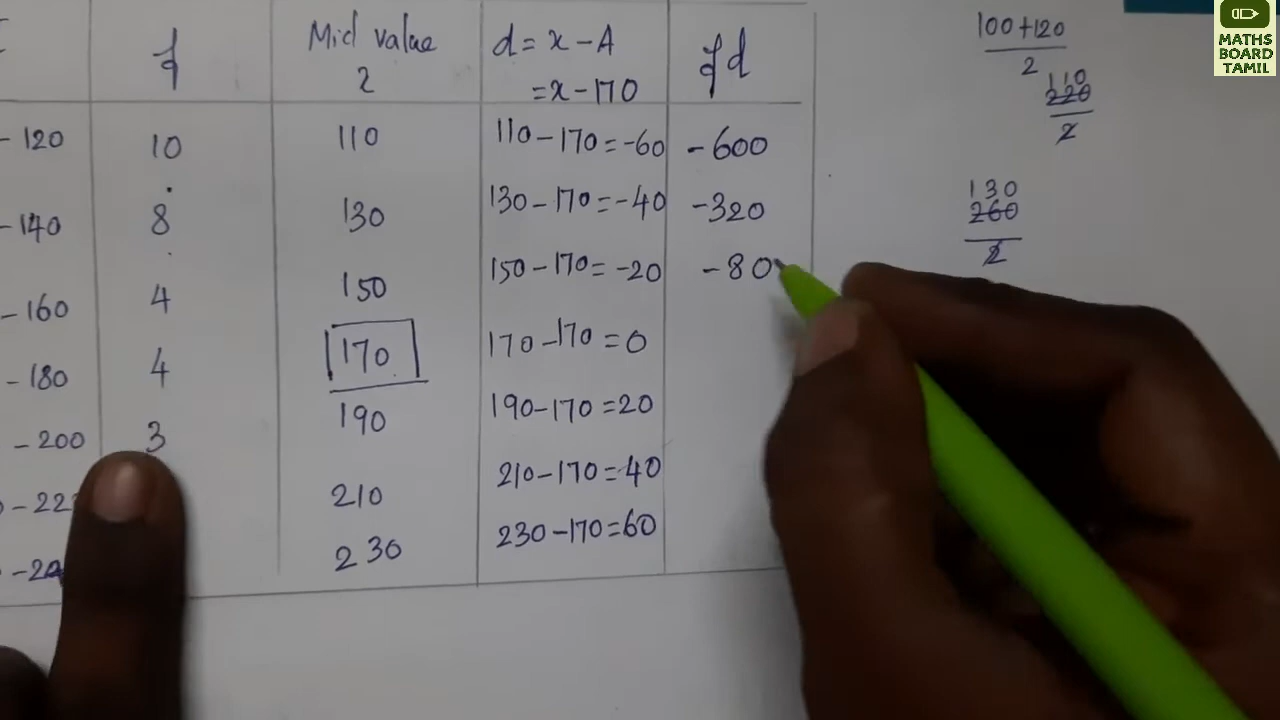 f
Mid value
x
d = x - A
= x - 170
fd
- 120
10
110
110 - 170 = -60
- 600
- 140
8
130
130 - 170 = -40
- 320
- 160
4
150
150 - 170 = -20
- 80
- 180
4
170
170 - 170 = 0
- 200
3
190
190 - 170 = 20
210
210 - 170 = 40
230
230 - 170 = 60
100 + 120
2
110
220
2
130
260
2
MATHS
BOARD
TAMIL